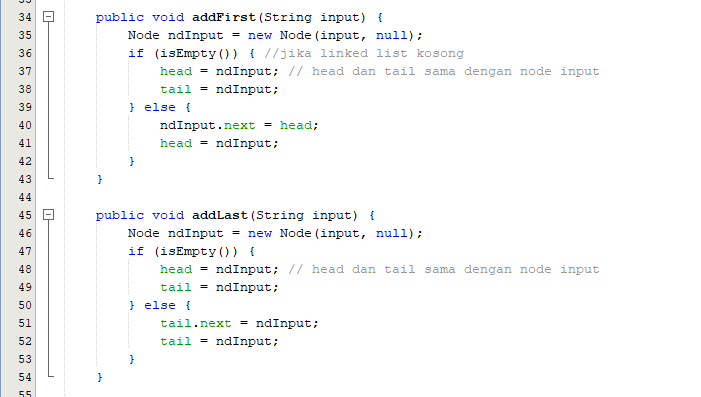 34 public void addFirst(String input) {
35 Node ndInput = new Node(input, null);
36 if (isEmpty()) { //jika linked list kosong
37 head = ndInput; // head dan tail sama dengan node input
38 tail = ndInput;
39 } else {
40 ndInput.next = head;
41 head = ndInput;
42 }
43 }
44
45 public void addLast(String input) {
46 Node ndInput = new Node(input, null);
47 if (isEmpty()) {
48 head = ndInput; // head dan tail sama dengan node input
49 tail = ndInput;
50 } else {
51 tail.next = ndInput;
52 tail = ndInput;
53 }
54 }
55